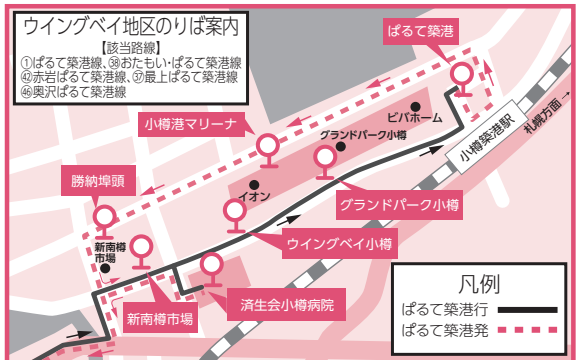 ウイングベイ地区のりば案内
【該当路線】
①ぱるて築港線、㊳おたもい・ぱるて築港線
㊷赤岩ぱるて築港線、㊲最上ぱるて築港線
㊻奥沢ぱるて築港線
ぱるて築港
ビバホーム
小樽港マリーナ
グランドパーク小樽
小樽築港駅
札幌方面→
勝納埠頭
イオン
グランドパーク小樽
新南樽
市場
ウイングベイ小樽
済生会小樽病院
新南樽市場
凡例
ぱるて築港行
ぱるて築港発